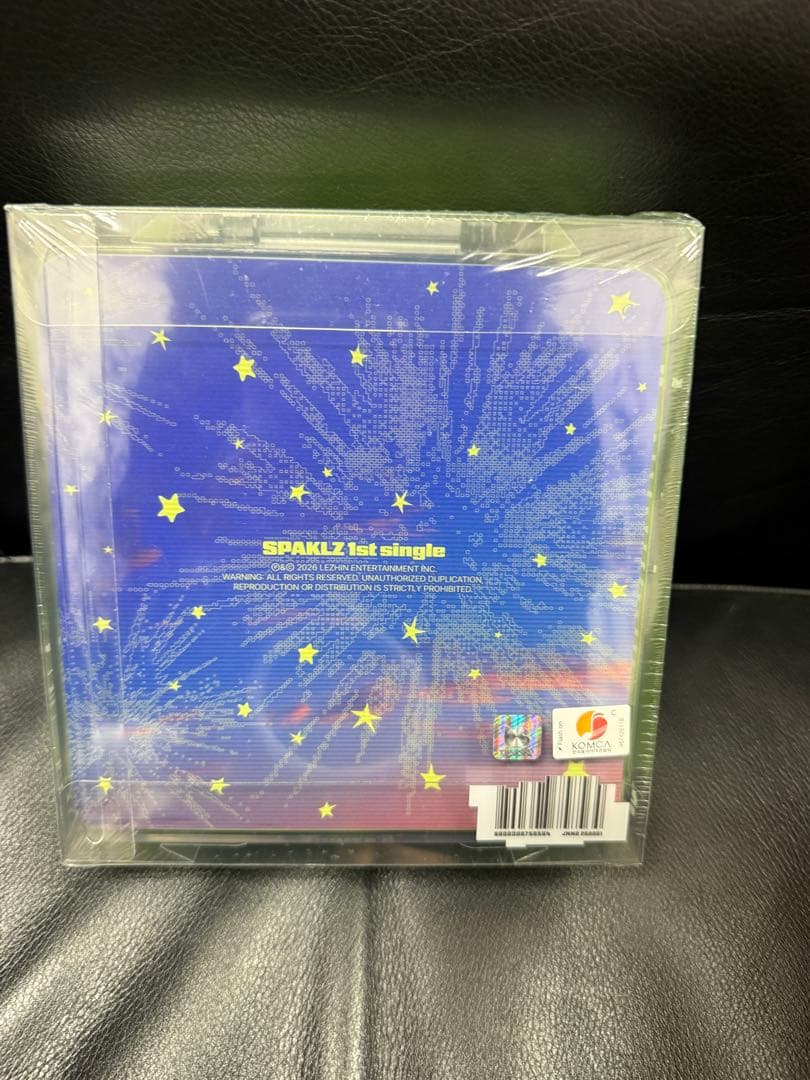 SPAKLZ 1st single
℗&© 2026 LEZHIN ENTERTAINMENT INC.
WARNING: ALL RIGHTS RESERVED. UNAUTHORIZED DUPLICATION,
REPRODUCTION OR DISTRIBUTION IS STRICTLY PROHIBITED.
KOMCA